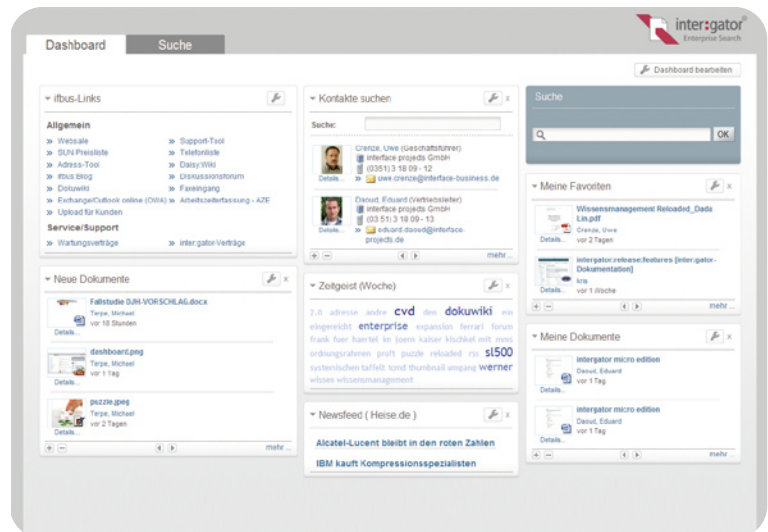 inter:gator®
Enterprise Search
Dashboard
Suche
Dashboard bearbeiten
ifbus-Links
Allgemein
» Websale » Support-Tool
» SUN Preisliste » Telefonliste
» Adress-Tool » Daisy:Wiki
» ifbus:Blog » Diskussionsforum
» Dokuwiki » Faxeingang
» Exchange/Outlook online (OWA) » Arbeitszeiterfassung - AZE
» Upload für Kunden
Service/Support
» Wartungsverträge » inter:gator-Verträge
Neue Dokumente x
Fallstudie DJH-VORSCHLAG.docx
Terpe, Michael
vor 18 Stunden
Details...
dashboard.png
Terpe, Michael
vor 1 Tag
Details...
puzzle.jpeg
Terpe, Michael
vor 2 Tagen
Details...
mehr ...
Kontakte suchen x
Suche:
Crenze, Uwe (Geschäftsführer)
interface projects GmbH
(0351) 3 18 09 - 12
Details... » uwe.crenze@interface-business.de
Daoud, Eduard (Vertriebsleiter)
interface projects GmbH
(03 51) 3 18 09 - 13
Details... » eduard.daoud@interface-
projects.de
mehr ...
Zeitgeist (Woche) x
2.0 adresse andre cvd den dokuwiki ein
eingereicht enterprise expansion ferrari forum
frank fuer haertel im joern kaiser kischkel mit mvss
ordnungsrahmen profit puzzle reloaded rss sl500
systemischen taffelt tcmd thumbnail umgang werner
wissen wissensmanagement
Newsfeed ( Heise.de ) x
Alcatel-Lucent bleibt in den roten Zahlen
IBM kauft Kompressionsspezialisten
Suche
OK
Meine Favoriten x
Wissensmanagement Reloaded_Dada
Lin.pdf
Crenze, Uwe
Details... vor 2 Tagen
intergator:release:features [inter:gator-
Dokumentation]
kris
Details... vor 1 Woche
mehr ...
Meine Dokumente x
intergator micro edition
Daoud, Eduard
vor 1 Tag
Details...
intergator micro edition
Daoud, Eduard
vor 1 Tag
Details...
mehr ...